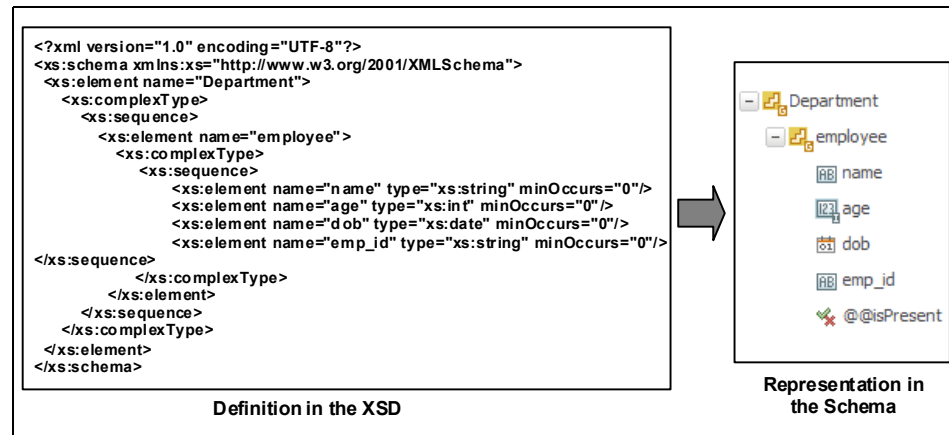 <?xml version="1.0" encoding="UTF-8"?>
<xs:schema xmlns:xs="http://www.w3.org/2001/XMLSchema">
<xs:element name="Department">
<xs:complexType>
<xs:sequence>
<xs:element name="employee">
<xs:complexType>
<xs:sequence>
<xs:element name="name" type="xs:string" minOccurs="0"/>
<xs:element name="age" type="xs:int" minOccurs="0"/>
<xs:element name="dob" type="xs:date" minOccurs="0"/>
<xs:element name="emp_id" type="xs:string" minOccurs="0"/>
</xs:sequence>
</xs:complexType>
</xs:element>
</xs:sequence>
</xs:complexType>
</xs:element>
</xs:schema>
Definition in the XSD
Department
employee
AB name
123 age
01 dob
AB emp_id
@@isPresent
Representation in
the Schema